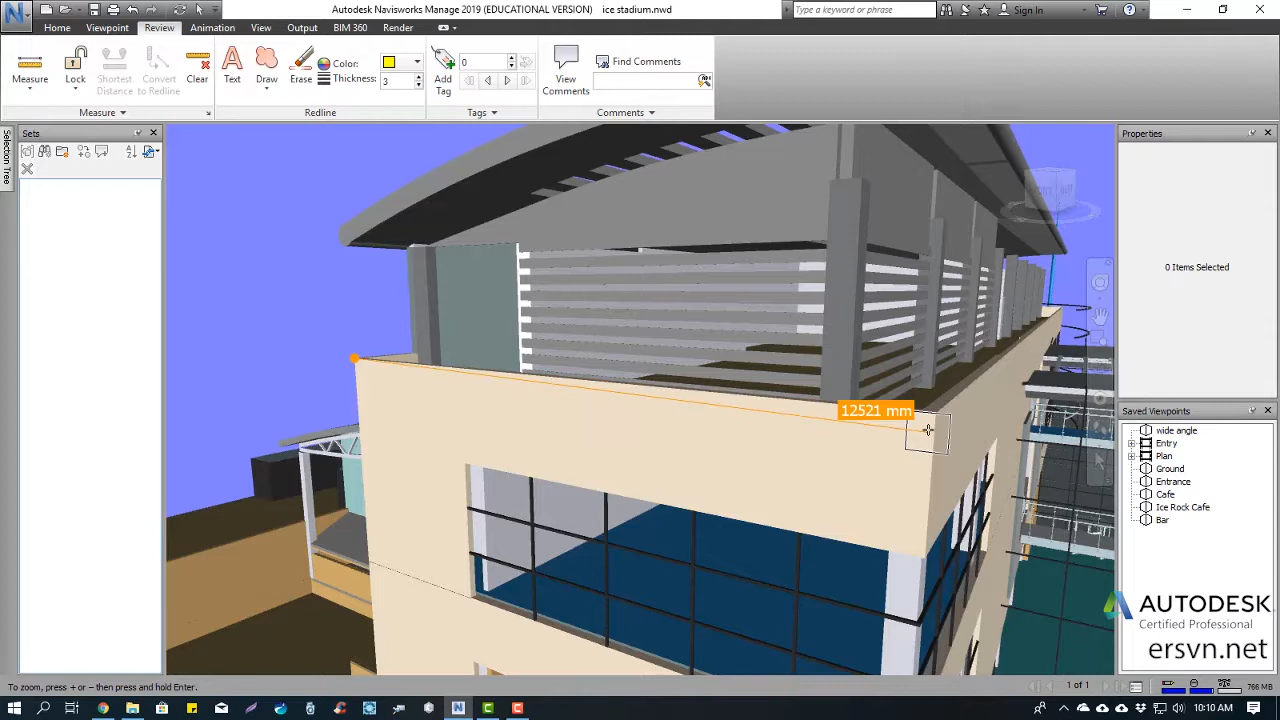 Autodesk Navisworks Manage 2019 (EDUCATIONAL VERSION) ice stadium.nwd
Type a keyword or phrase
Sign In
Home Viewpoint Review Animation View Output BIM 360 Render
Measure Lock Shortest Distance Convert to Redline Clear
Text Draw Erase Color: Thickness: 3
Add Tag 0
View Comments Find Comments
Measure Redline Tags Comments
Sets
Selection Tree
Properties
0 Items Selected
12521 mm
Saved Viewpoints
wide angle
Entry
Plan
Ground
Entrance
Cafe
Ice Rock Cafe
Bar
AUTODESK
Certified Professional
ersvn.net
To zoom, press + or – then press and hold Enter.
1 of 1
766 MB
10:10 AM